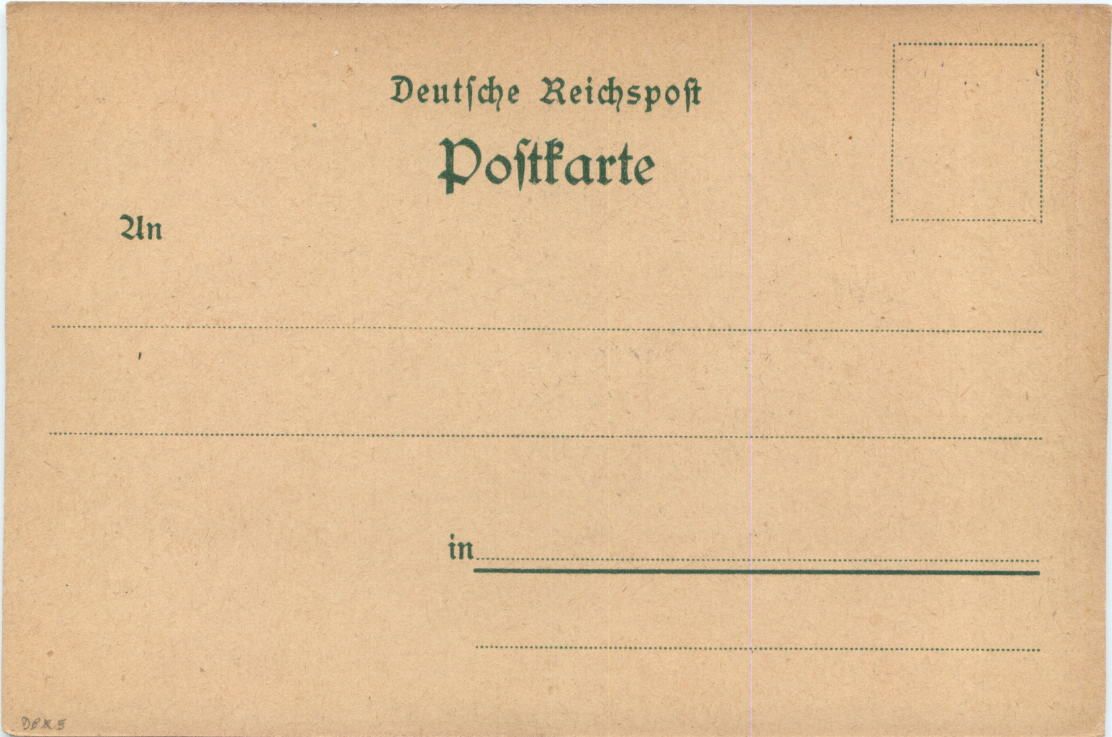 Deutsche Reichspost
Postkarte
An
in